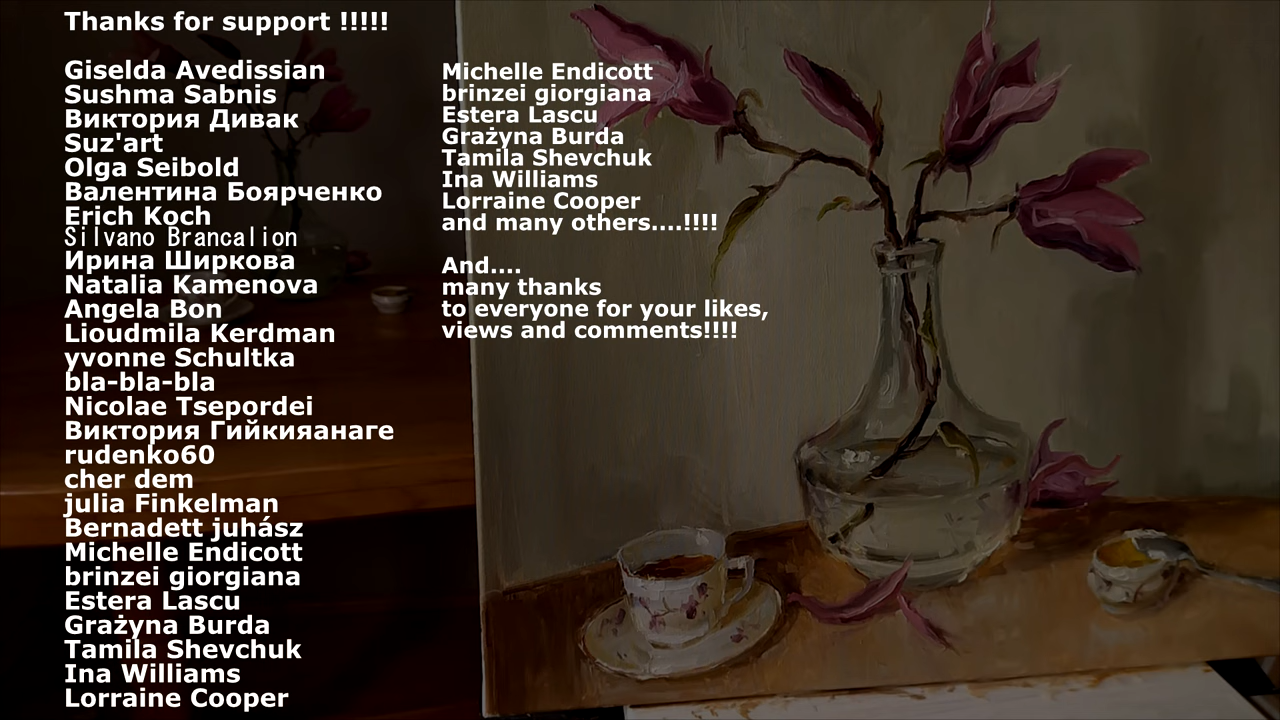 Thanks for support !!!!!
Giselda Avedissian
Sushma Sabnis
Виктория Дивак
Suz'art
Olga Seibold
Валентина Боярченко
Erich Koch
Silvano Brancalion
Ирина Ширкова
Natalia Kamenova
Angela Bon
Lioudmila Kerdman
yvonne Schultka
bla-bla-bla
Nicolae Tsepordei
Виктория Гийкияанаге
rudenko60
cher dem
julia Finkelman
Bernadett juhász
Michelle Endicott
brinzei giorgiana
Estera Lascu
Grażyna Burda
Tamila Shevchuk
Ina Williams
Lorraine Cooper
Michelle Endicott
brinzei giorgiana
Estera Lascu
Grażyna Burda
Tamila Shevchuk
Ina Williams
Lorraine Cooper
and many others....!!!!
And....
many thanks
to everyone for your likes,
views and comments!!!!